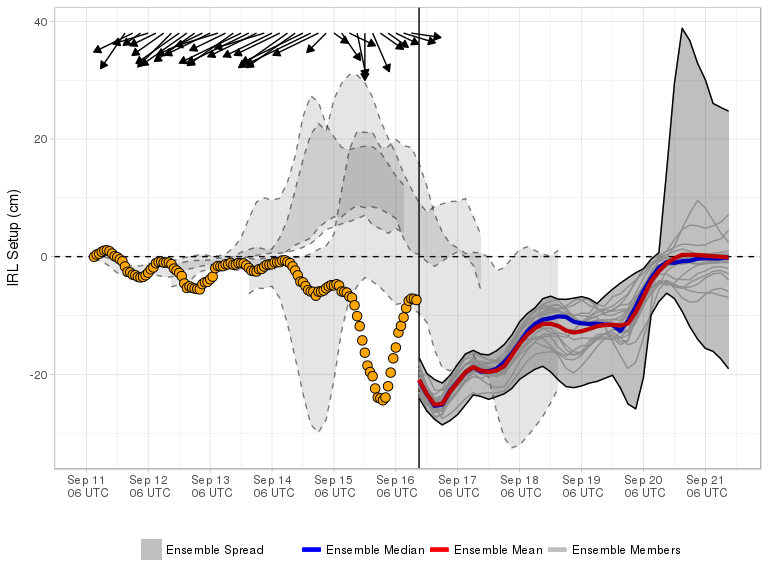 40
20
0
-20
IRL Setup (cm)
Sep 11 Sep 12 Sep 13 Sep 14 Sep 15 Sep 16 Sep 17 Sep 18 Sep 19 Sep 20 Sep 21
06 UTC 06 UTC 06 UTC 06 UTC 06 UTC 06 UTC 06 UTC 06 UTC 06 UTC 06 UTC 06 UTC
Ensemble Spread Ensemble Median Ensemble Mean Ensemble Members